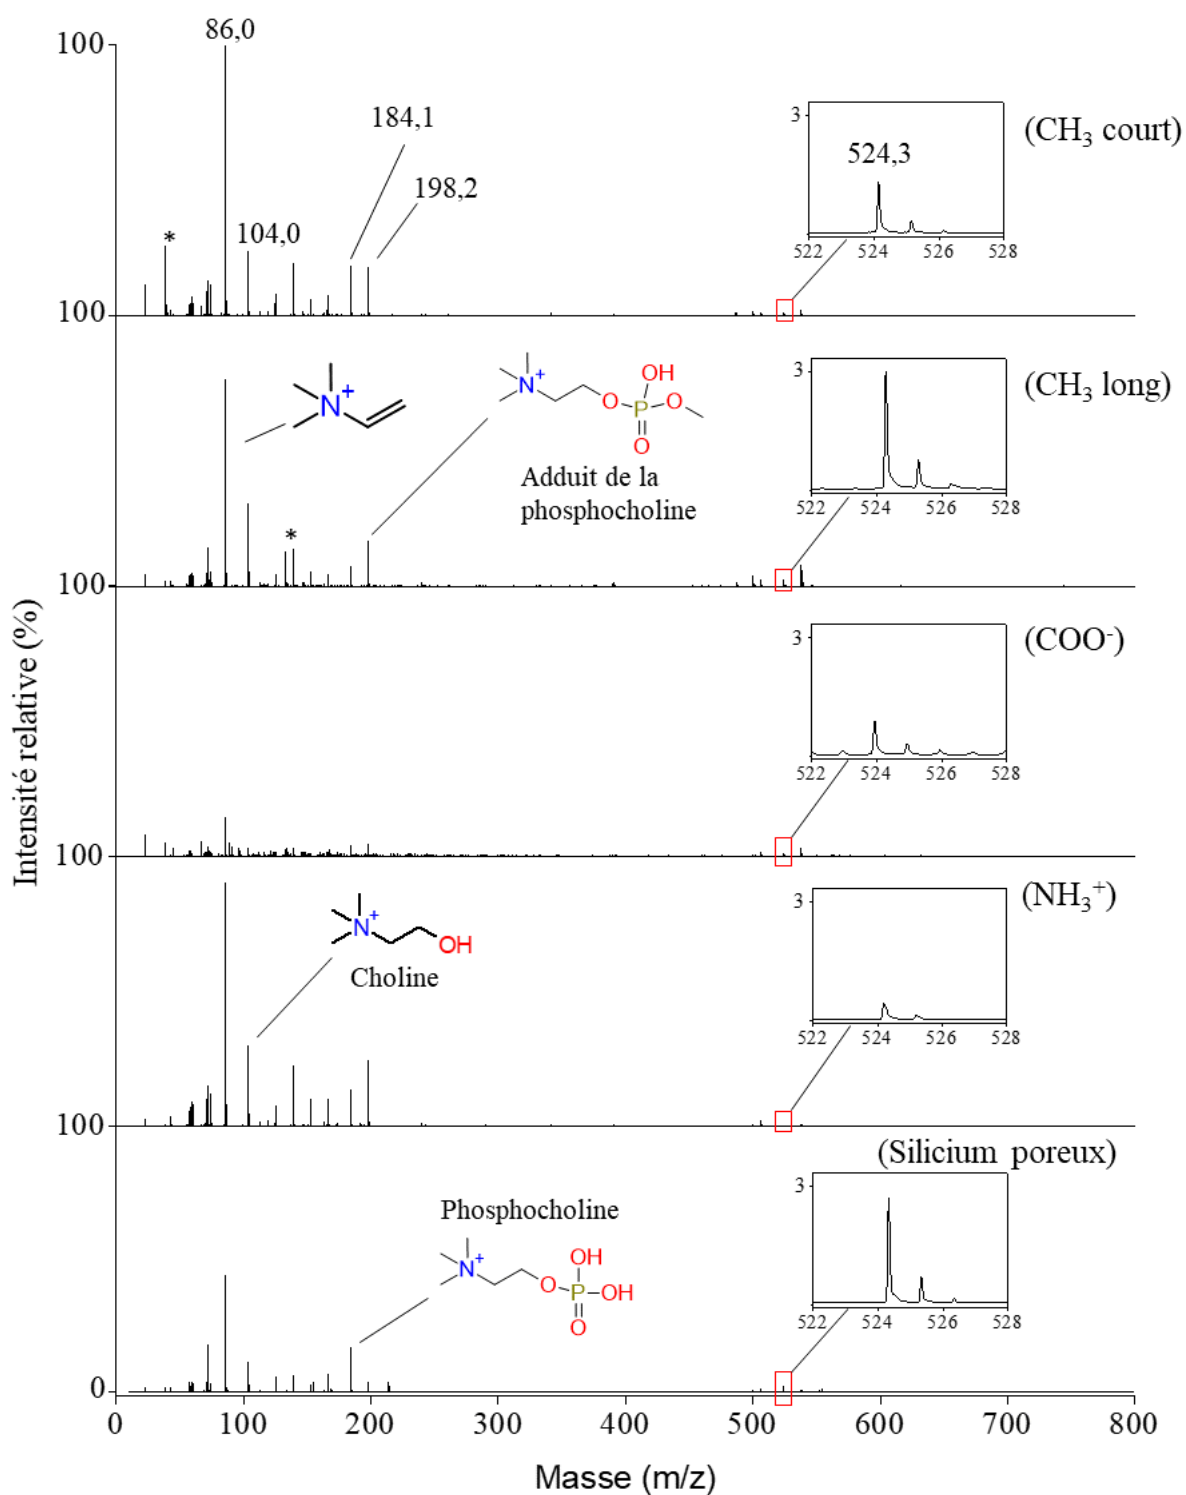 100
86,0
184,1
198,2
*
104,0
3
524,3
522 524 526 528
(CH3 court)
100
N+
N+
O
P
OH
O
O
Adduit de la
phosphocholine
*
3
522 524 526 528
(CH3 long)
100
3
522 524 526 528
(COO-)
100
N+
OH
Choline
3
522 524 526 528
(NH3+)
100
(Silicium poreux)
Phosphocholine
N+
O
P
OH
OH
O
3
522 524 526 528
0
0 100 200 300 400 500 600 700 800
Masse (m/z)
Intensité relative (%)